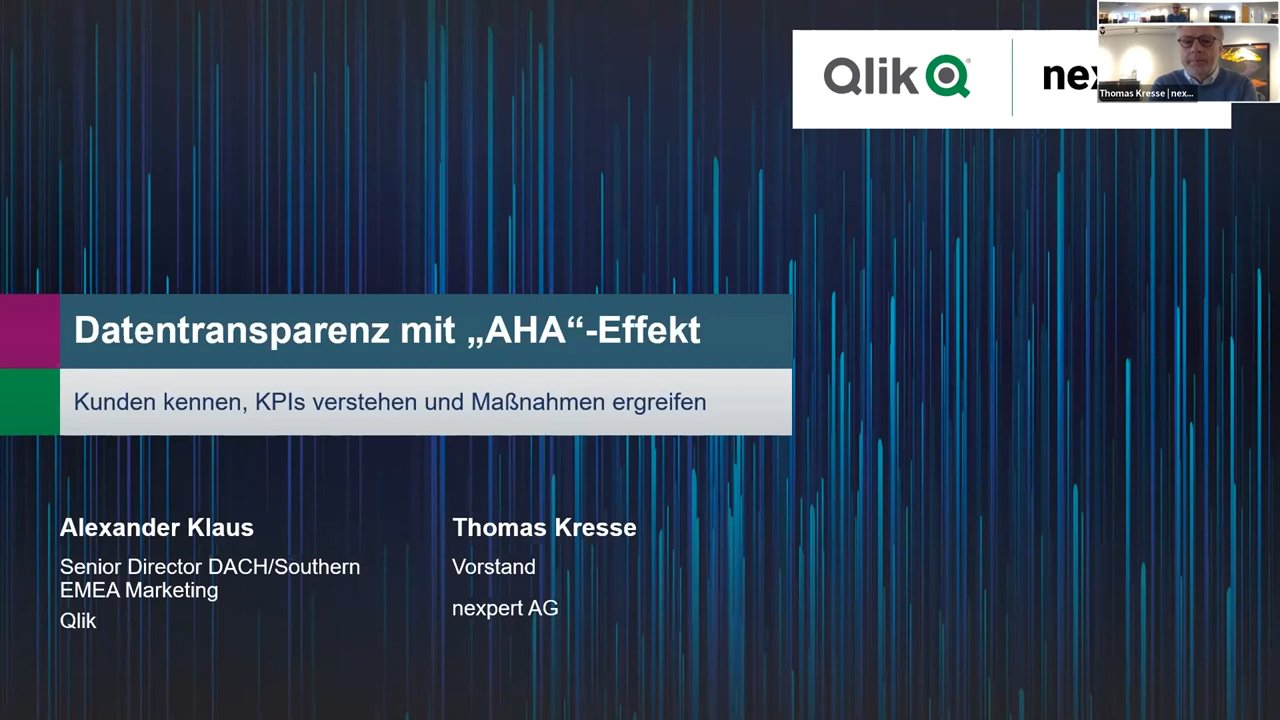 Qlik
nex
Thomas Kresse | nex...
Datentransparenz mit „AHA“-Effekt
Kunden kennen, KPIs verstehen und Maßnahmen ergreifen
Alexander Klaus
Senior Director DACH/Southern
EMEA Marketing
Qlik
Thomas Kresse
Vorstand
nexpert AG